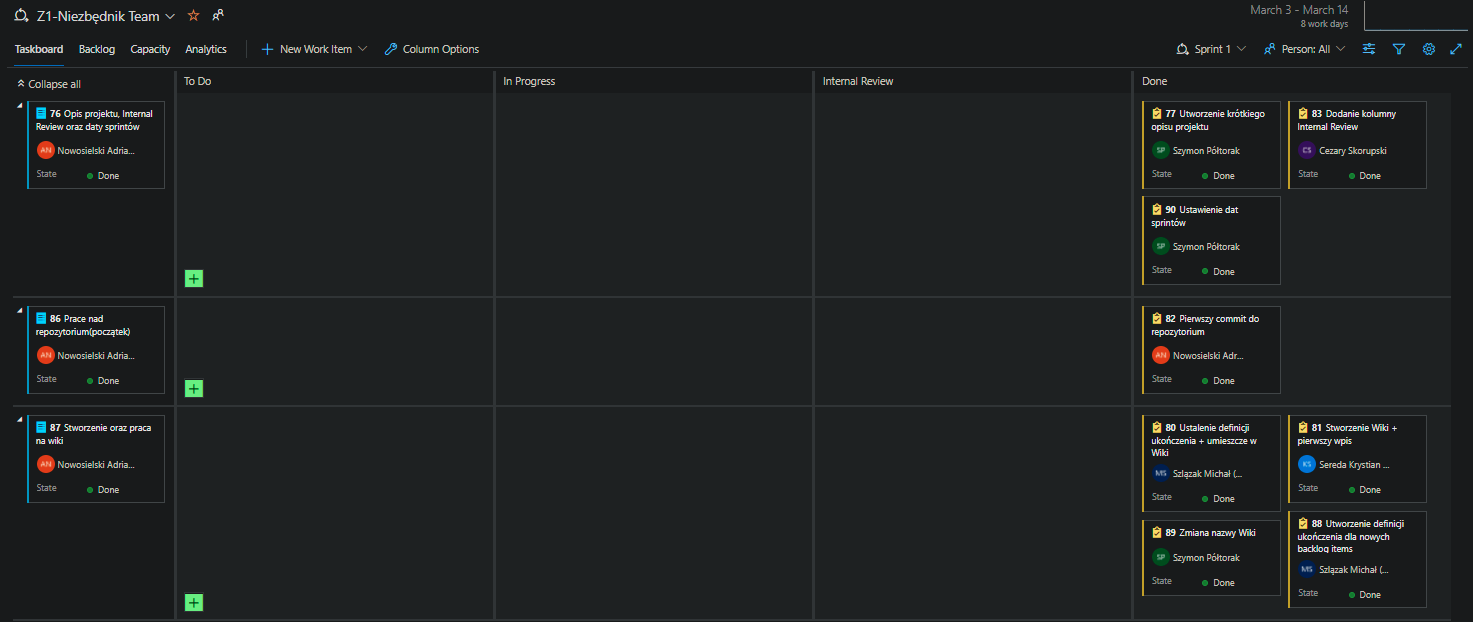 Z1-Niezbędnik Team
March 3 - March 14
8 work days
Taskboard Backlog Capacity Analytics New Work Item Column Options Sprint 1 Person: All
Collapse all To Do In Progress Internal Review Done
76 Opis projektu, Internal
Review oraz daty sprintów
AN Nowosielski Adria...
State Done
77 Utworzenie krótkiego
opisu projektu
SP Szymon Półtorak
State Done
83 Dodanie kolumny
Internal Review
CS Cezary Skorupski
State Done
90 Ustawienie dat
sprintów
SP Szymon Półtorak
State Done
86 Prace nad
repozytorium(początek)
AN Nowosielski Adria...
State Done
82 Pierwszy commit do
repozytorium
AN Nowosielski Adr...
State Done
87 Stworzenie oraz praca
na wiki
AN Nowosielski Adria...
State Done
80 Ustalenie definicji
ukończenia + umieszcze w
Wiki
MS Szlązak Michał (...
State Done
81 Stworzenie Wiki +
pierwszy wpis
KS Sereda Krystian ...
State Done
89 Zmiana nazwy Wiki
SP Szymon Półtorak
State Done
88 Utworzenie definicji
ukończenia dla nowych
backlog items
MS Szlązak Michał (...
State Done